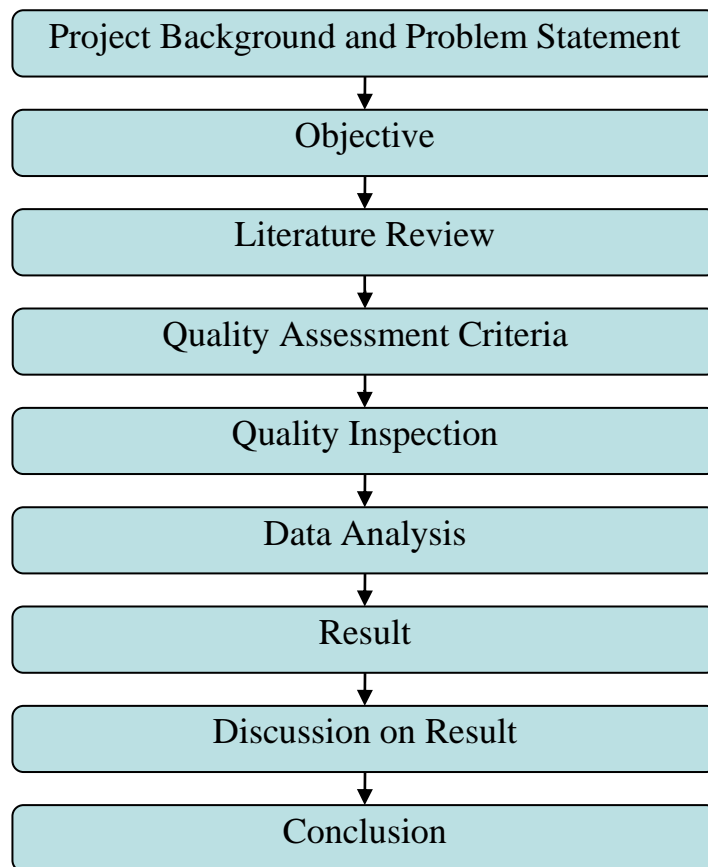 Project Background and Problem Statement
Objective
Literature Review
Quality Assessment Criteria
Quality Inspection
Data Analysis
Result
Discussion on Result
Conclusion